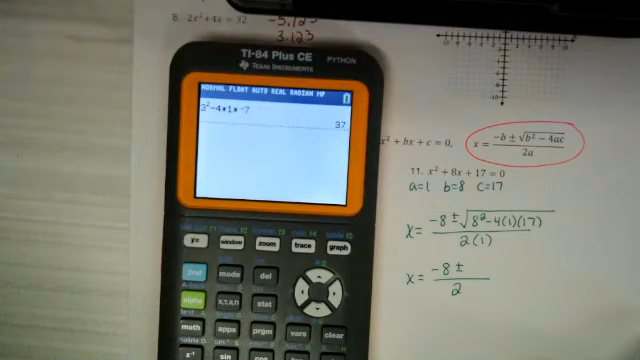 8. 2x²+4x = 32
-5.123
3.123
TI-84 Plus CE
PYTHON
TEXAS INSTRUMENTS
NORMAL FLOAT AUTO REAL RADIAN MP
3²-4*1*-7
37
x² + bx + c = 0,
x = (-b ± √(b² - 4ac))/(2a)
11. x² + 8x + 17 = 0
a=1 b=8 c=17
x = (-8 ± √(8²-4(1)(17)))/(2(1))
x = (-8 ±)/2
y= window zoom trace graph
2nd mode del
alpha x,T,θ,n stat
math apps prgm vars clear
x⁻¹ sin cos